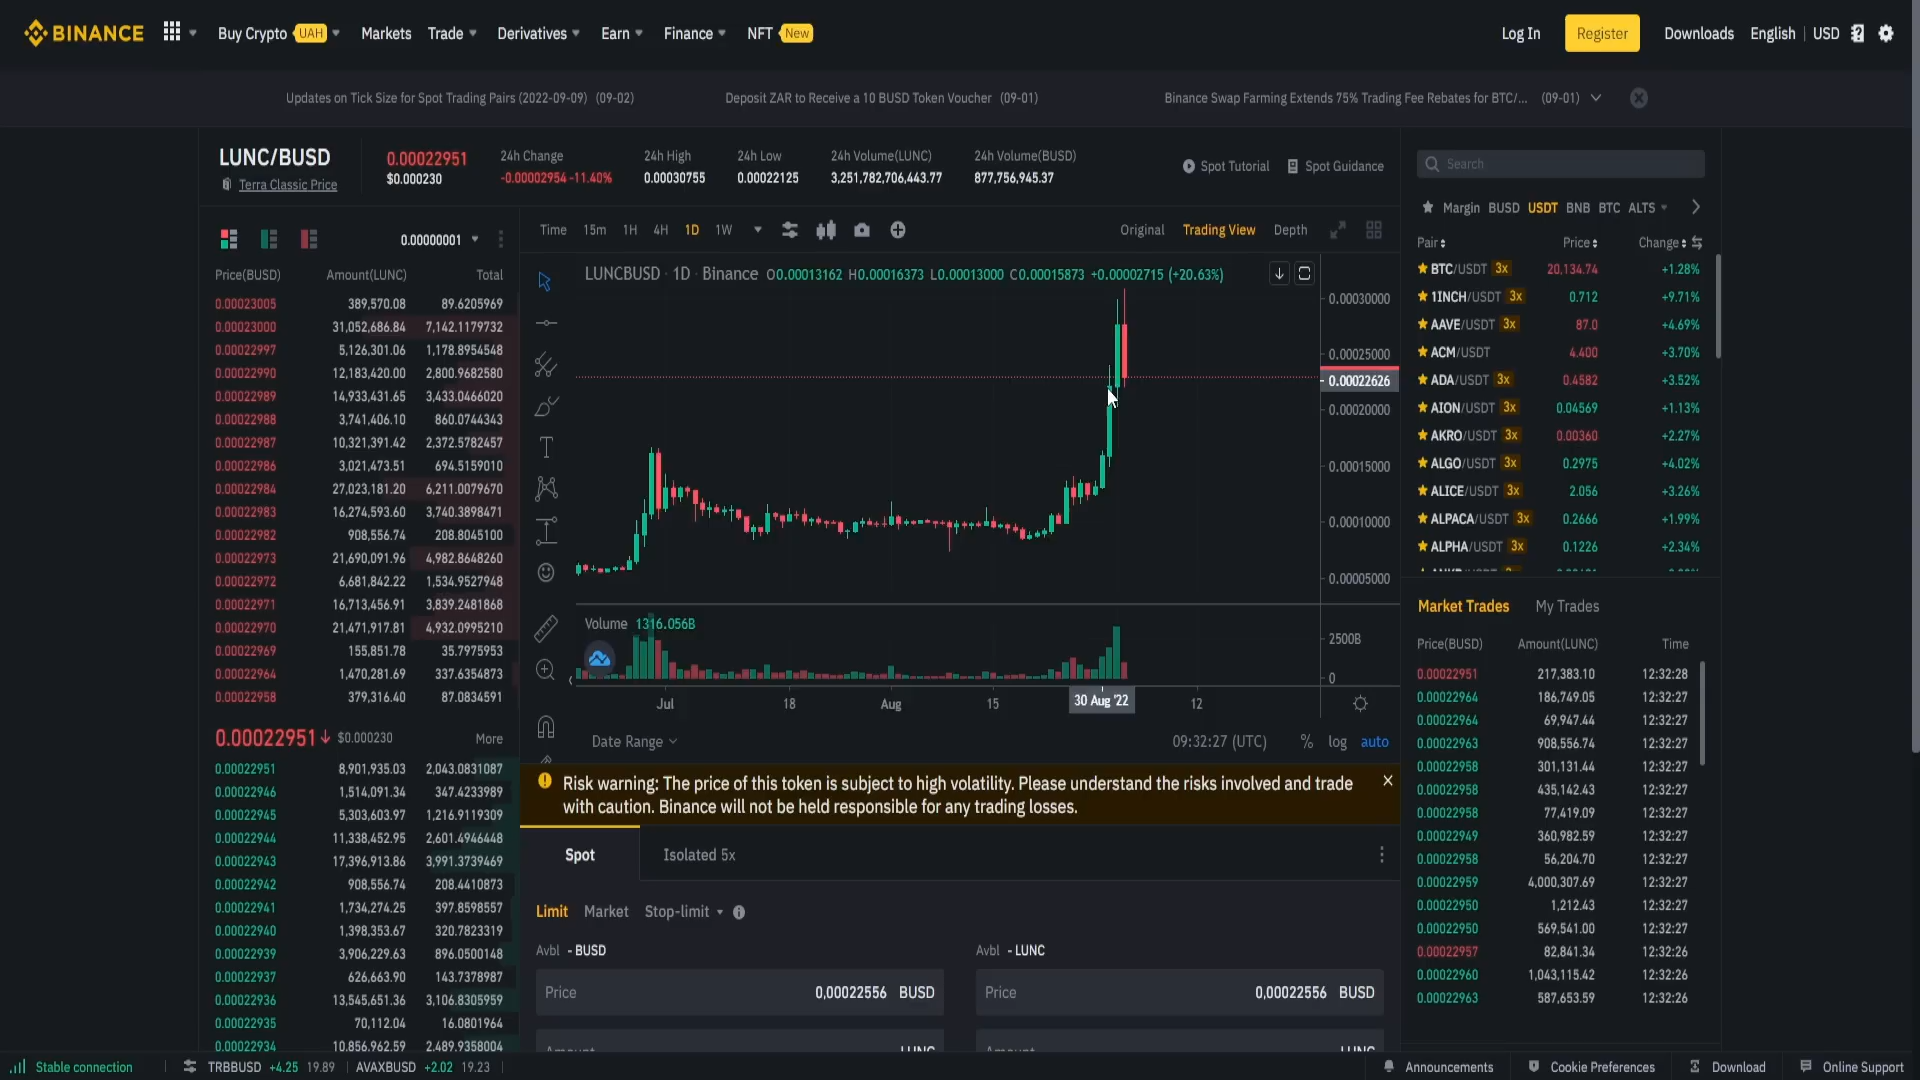 BINANCE
Buy Crypto UAH
Markets
Trade
Derivatives
Earn
Finance
NFT New
Log In
Register
Downloads
English | USD
Updates on Tick Size for Spot Trading Pairs (2022-09-09) (09-02)
Deposit ZAR to Receive a 10 BUSD Token Voucher (09-01)
Binance Swap Farming Extends 75% Trading Fee Rebates for BTC/... (09-01)
LUNC/BUSD
Terra Classic Price
0.00022951
$0.000230
24h Change
-0.00002954 -11.40%
24h High
0.00030755
24h Low
0.00022125
24h Volume(LUNC)
3,251,782,706,443.77
24h Volume(BUSD)
877,756,945.37
Spot Tutorial
Spot Guidance
0.00000001
Price(BUSD) Amount(LUNC) Total
0.00023005 389,570.08 89.6205969
0.00023000 31,052,686.84 7,142.1179732
0.00022997 5,126,301.06 1,178.8954548
0.00022990 12,183,420.00 2,800.9682580
0.00022989 14,933,431.65 3,433.0466020
0.00022988 3,741,406.10 860.0744343
0.00022987 10,321,391.42 2,372.5782457
0.00022986 3,021,473.51 694.5159010
0.00022984 27,023,181.20 6,211.0079670
0.00022983 16,274,593.60 3,740.3898471
0.00022982 908,556.74 208.8045100
0.00022973 21,690,091.96 4,982.8648260
0.00022972 6,681,842.22 1,534.9527948
0.00022971 16,713,456.91 3,839.2481868
0.00022970 21,471,917.81 4,932.0995210
0.00022969 155,851.78 35.7975953
0.00022964 1,470,281.69 337.6354873
0.00022958 379,316.40 87.0834591
0.00022951↓ $0.000230 More
0.00022951 8,901,935.03 2,043.0831087
0.00022946 1,514,091.34 347.4233989
0.00022945 5,303,603.97 1,216.9119309
0.00022944 11,338,452.95 2,601.4946448
0.00022943 17,396,913.86 3,991.3739469
0.00022942 908,556.74 208.4410873
0.00022941 1,734,274.25 397.8598557
0.00022940 1,398,353.67 320.7823319
0.00022939 3,906,229.63 896.0500148
0.00022937 626,663.90 143.7378987
0.00022936 13,545,651.36 3,106.8305959
0.00022935 70,112.04 16.0801964
0.00022934 10,856,962.59 2,489.9358004
Time 15m 1H 4H 1D 1W
Original Trading View Depth
LUNCBUSD · 1D · Binance O0.00013162 H0.00016373 L0.00013000 C0.00015873 +0.00002715 (+20.63%)
0.00030000
0.00025000
0.00022626
0.00020000
0.00015000
0.00010000
0.00005000
Volume 1316.056B
2500B
0
Jul 18 Aug 15 30 Aug '22 12
Date Range
09:32:27 (UTC) % log auto
Risk warning: The price of this token is subject to high volatility. Please understand the risks involved and trade
with caution. Binance will not be held responsible for any trading losses.
Spot Isolated 5x
Limit Market Stop-limit
Avbl - BUSD
Price 0,00022556 BUSD
Amount LUNC
Avbl - LUNC
Price 0,00022556 BUSD
Amount LUNC
Search
Margin BUSD USDT BNB BTC ALTS
Pair Price Change
BTC/USDT 3x 20,134.74 +1.28%
1INCH/USDT 3x 0.712 +9.71%
AAVE/USDT 3x 87.0 +4.69%
ACM/USDT 4.400 +3.70%
ADA/USDT 3x 0.4582 +3.52%
AION/USDT 3x 0.04569 +1.13%
AKRO/USDT 3x 0.00360 +2.27%
ALGO/USDT 3x 0.2975 +4.02%
ALICE/USDT 3x 2.056 +3.26%
ALPACA/USDT 3x 0.2666 +1.99%
ALPHA/USDT 3x 0.1226 +2.34%
Market Trades My Trades
Price(BUSD) Amount(LUNC) Time
0.00022951 217,383.10 12:32:28
0.00022964 186,749.05 12:32:27
0.00022964 69,947.44 12:32:27
0.00022963 908,556.74 12:32:27
0.00022958 301,131.44 12:32:27
0.00022958 435,142.43 12:32:27
0.00022958 77,419.09 12:32:27
0.00022949 360,982.59 12:32:27
0.00022958 56,204.70 12:32:27
0.00022959 4,000,307.69 12:32:27
0.00022950 1,212.43 12:32:27
0.00022950 569,541.00 12:32:27
0.00022957 82,841.34 12:32:26
0.00022960 1,043,115.42 12:32:26
0.00022963 587,653.59 12:32:26
Stable connection
TRBBUSD +4.25 19.89 | AVAXBUSD +2.02 19.23
Announcements
Cookie Preferences
Download
Online Support